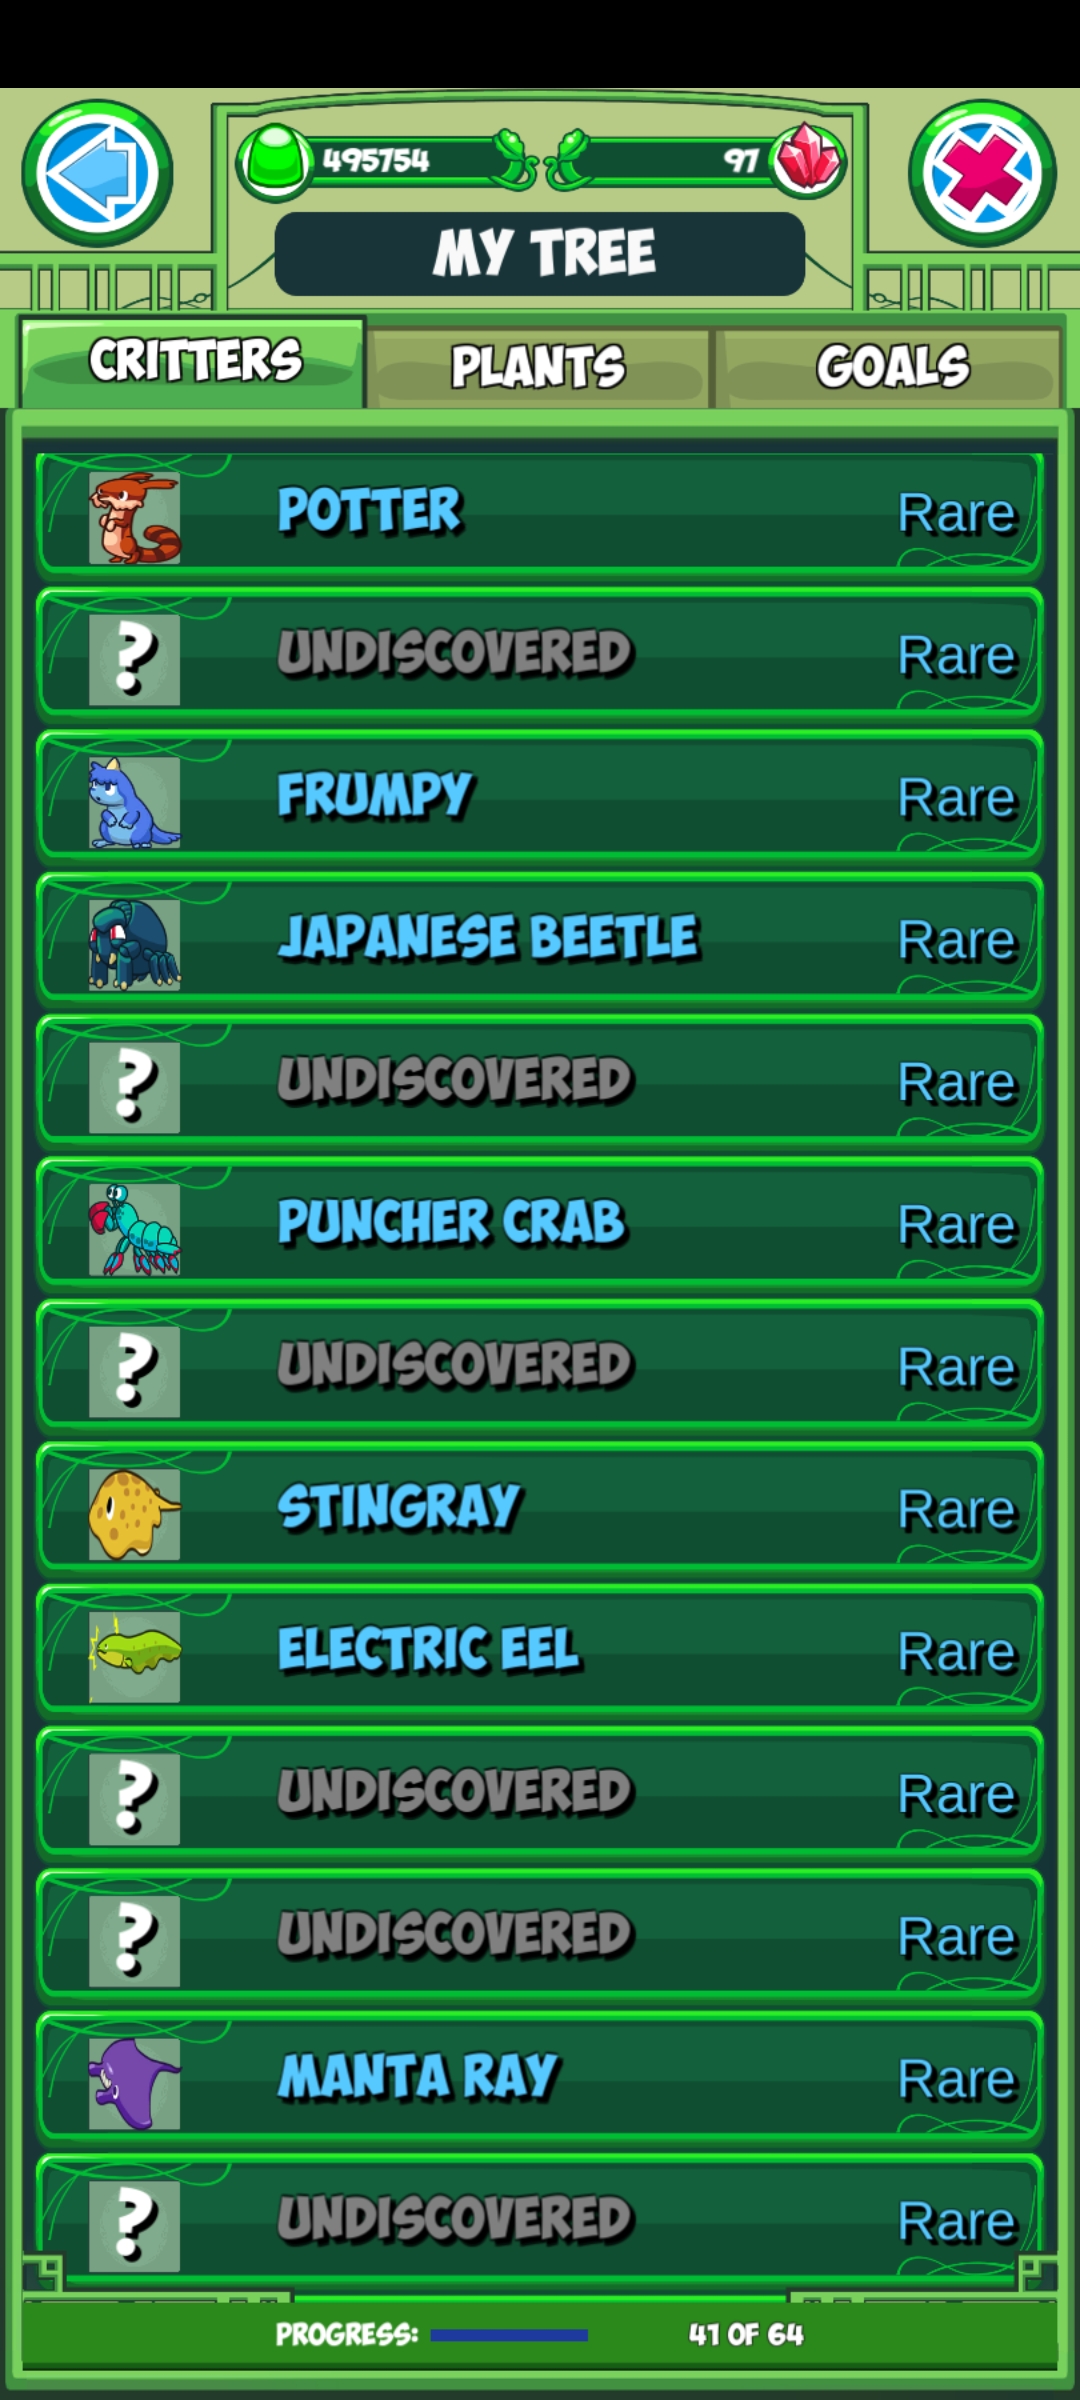 495754
97
MY TREE
CRITTERS
PLANTS
GOALS
POTTER Rare
? UNDISCOVERED Rare
FRUMPY Rare
JAPANESE BEETLE Rare
? UNDISCOVERED Rare
PUNCHER CRAB Rare
? UNDISCOVERED Rare
STINGRAY Rare
ELECTRIC EEL Rare
? UNDISCOVERED Rare
? UNDISCOVERED Rare
MANTA RAY Rare
? UNDISCOVERED Rare
PROGRESS: 41 OF 64